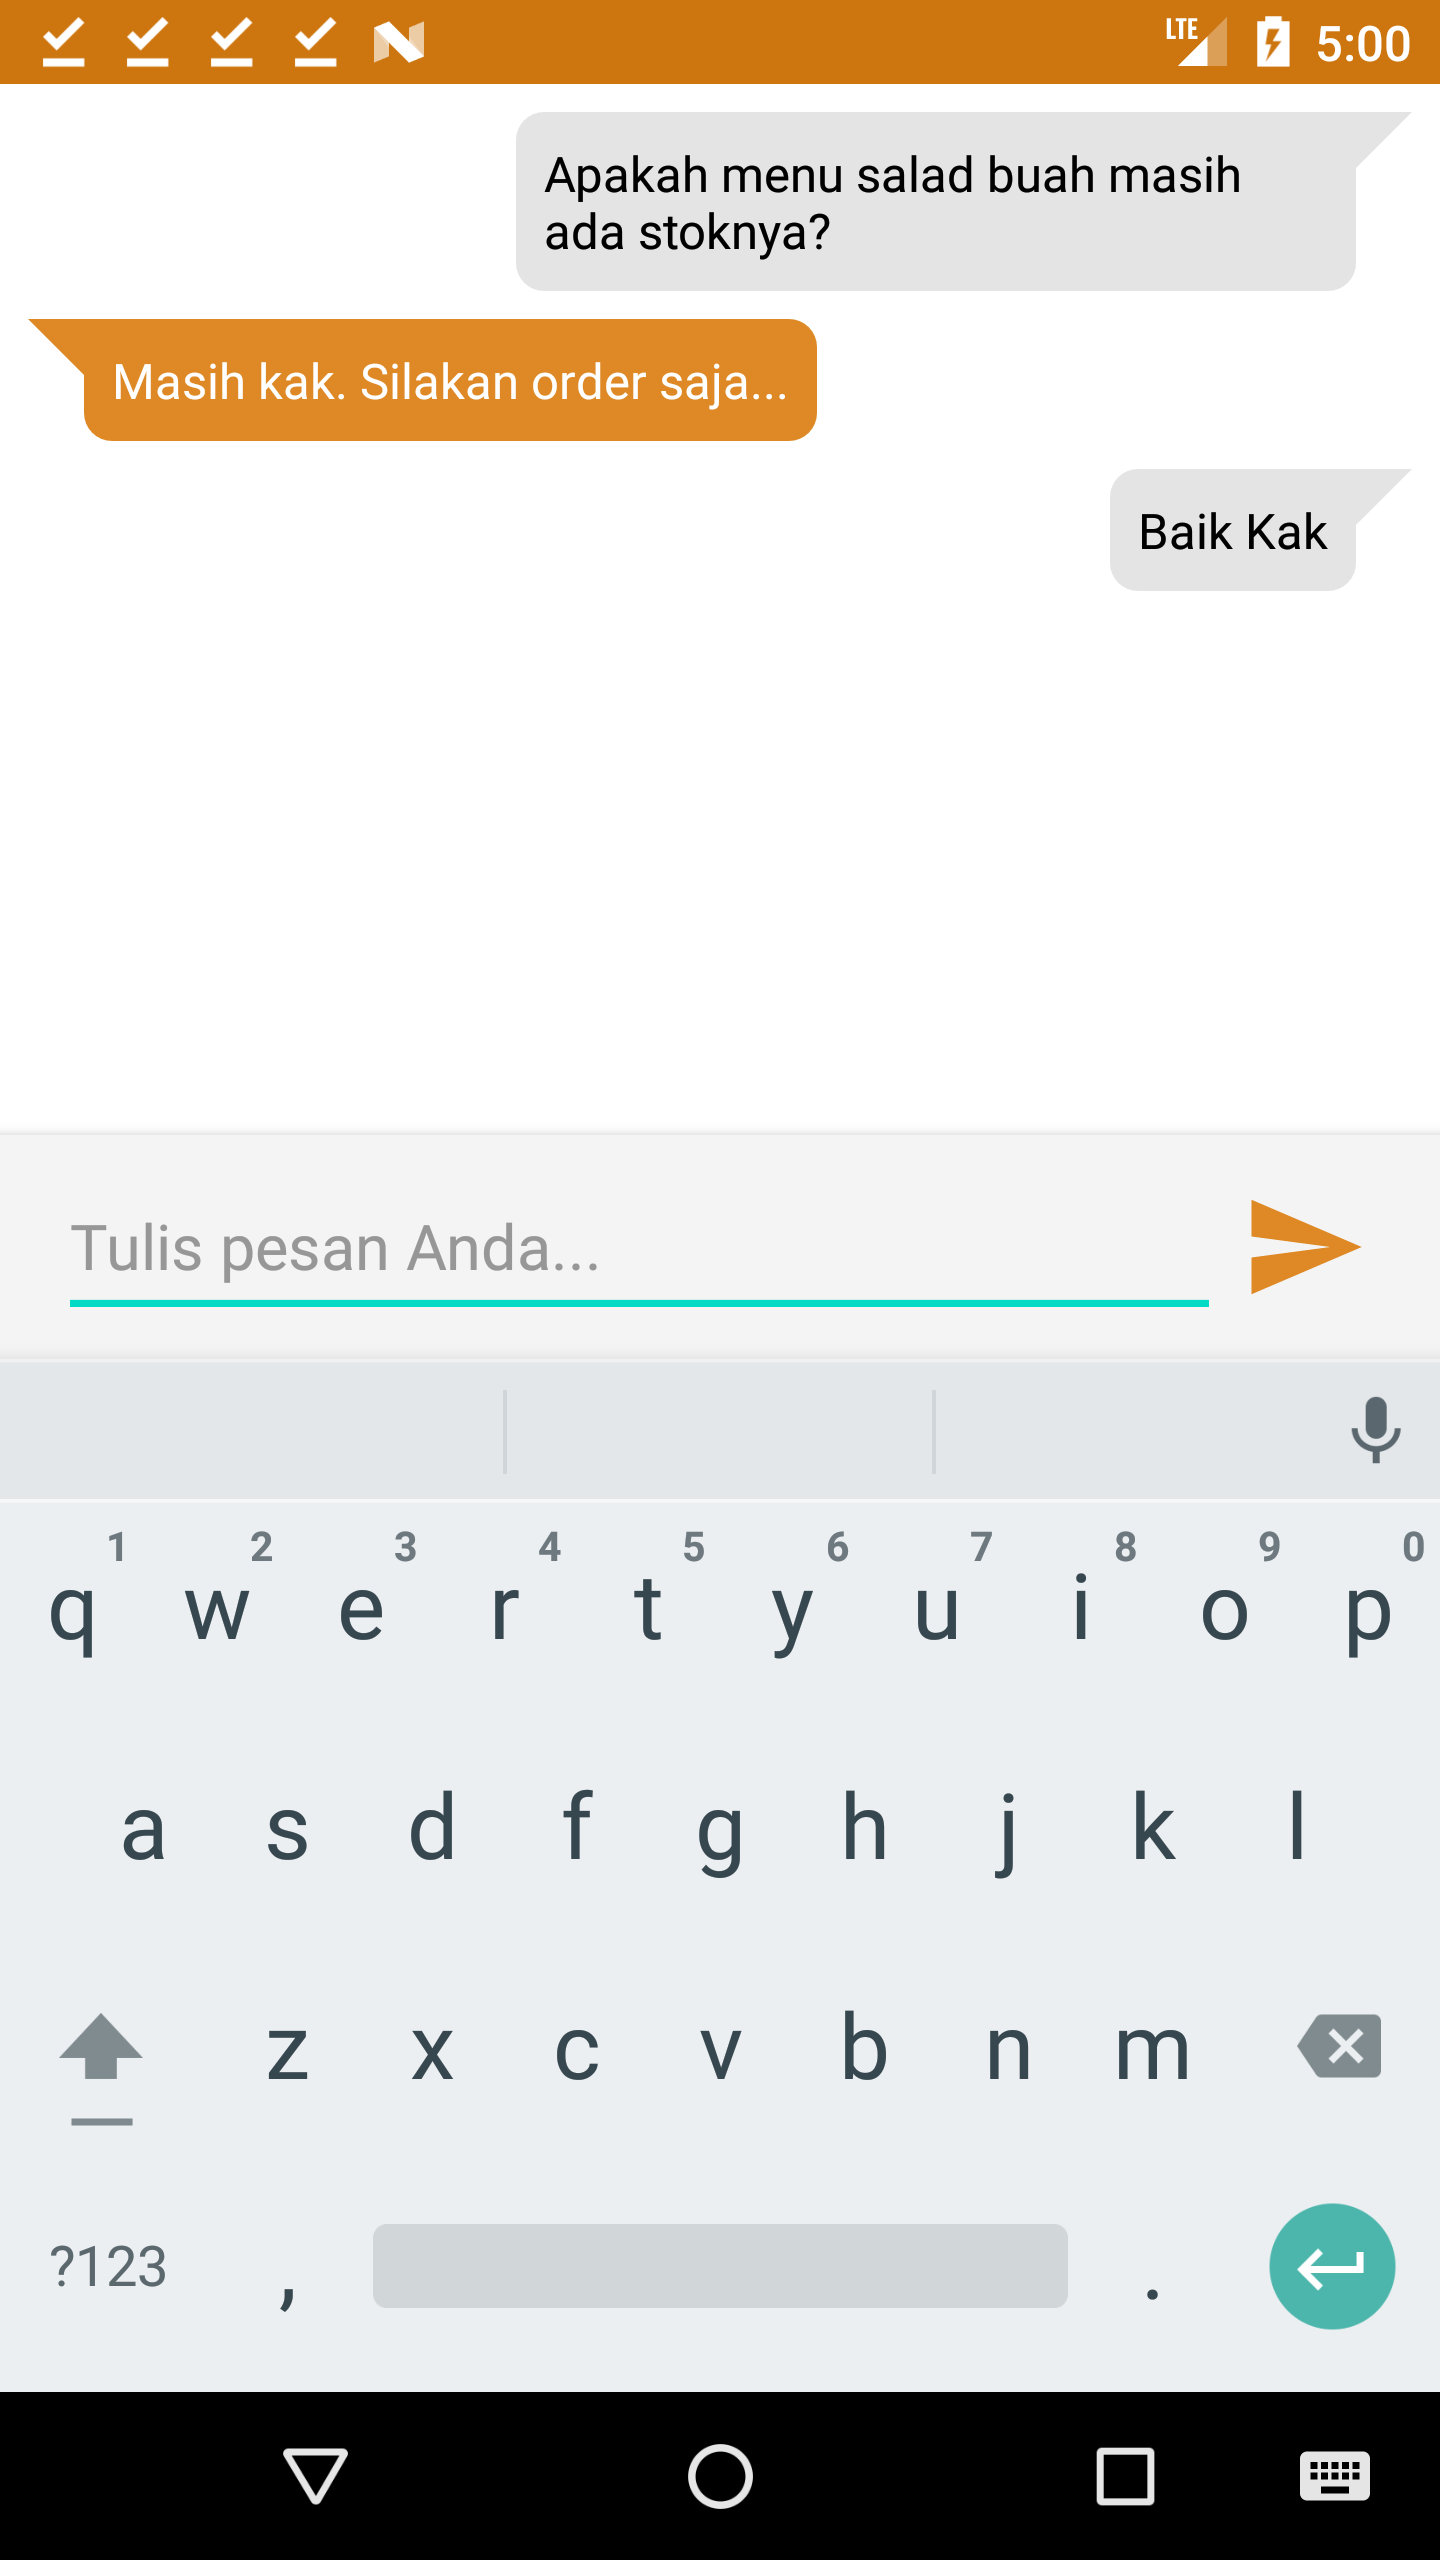 LTE 5:00
Apakah menu salad buah masih
ada stoknya?
Masih kak. Silakan order saja...
Baik Kak
Tulis pesan Anda...
1 2 3 4 5 6 7 8 9 0
q w e r t y u i o p
a s d f g h j k l
z x c v b n m
?123 , .